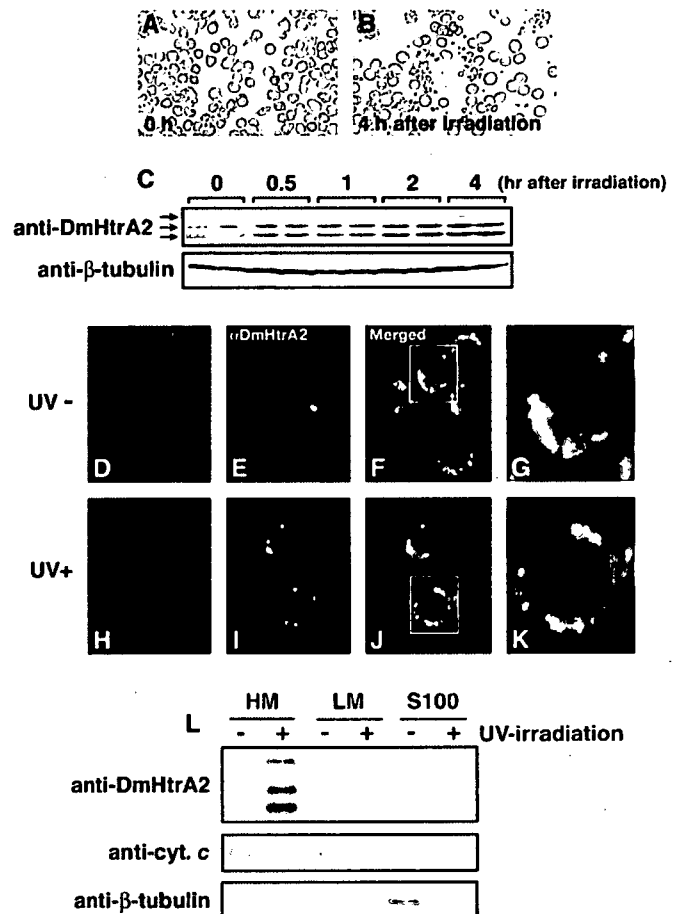 A B
0 h 4 h after irradiation
C 0 0.5 1 2 4 (hr after irradiation)
anti-DmHtrA2
anti-β-tubulin
αDmHtrA2 Merged
UV -
D E F G
UV+
H I J K
HM LM S100
L - + - + - + UV-irradiation
anti-DmHtrA2
anti-cyt. c
anti-β-tubulin